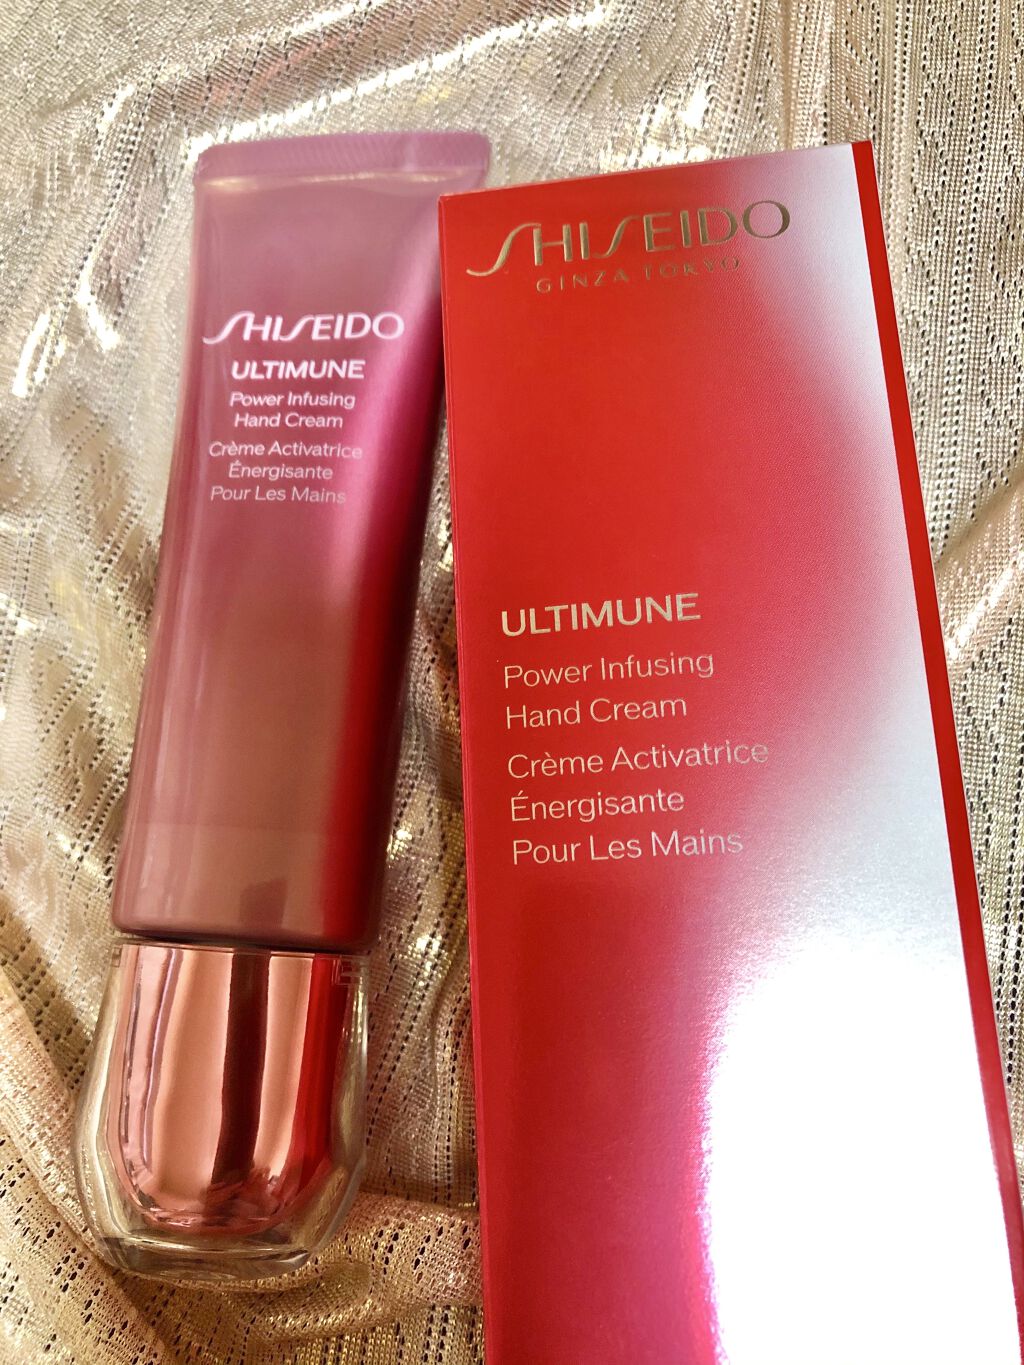 SHISEIDO
ULTIMUNE
Power Infusing
Hand Cream
Crème Activatrice
Énergisante
Pour Les Mains
SHISEIDO
GINZA TOKYO
ULTIMUNE
Power Infusing
Hand Cream
Crème Activatrice
Énergisante
Pour Les Mains